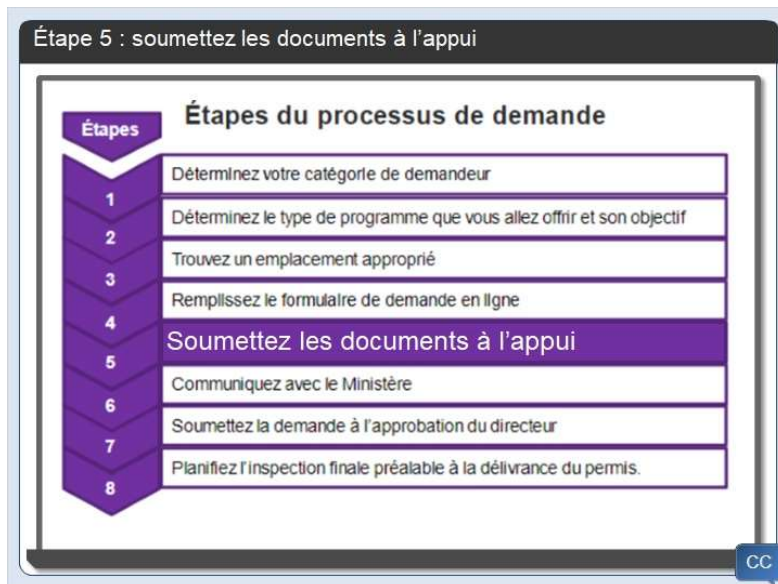 Étape 5 : soumettez les documents à l’appui
Étapes du processus de demande
Étapes
1
Déterminez votre catégorie de demandeur
2
Déterminez le type de programme que vous allez offrir et son objectif
3
Trouvez un emplacement approprié
4
Remplissez le formulaire de demande en ligne
5
Soumettez les documents à l’appui
6
Communiquez avec le Ministère
7
Soumettez la demande à l’approbation du directeur
8
Planifiez l’inspection finale préalable à la délivrance du permis.
CC